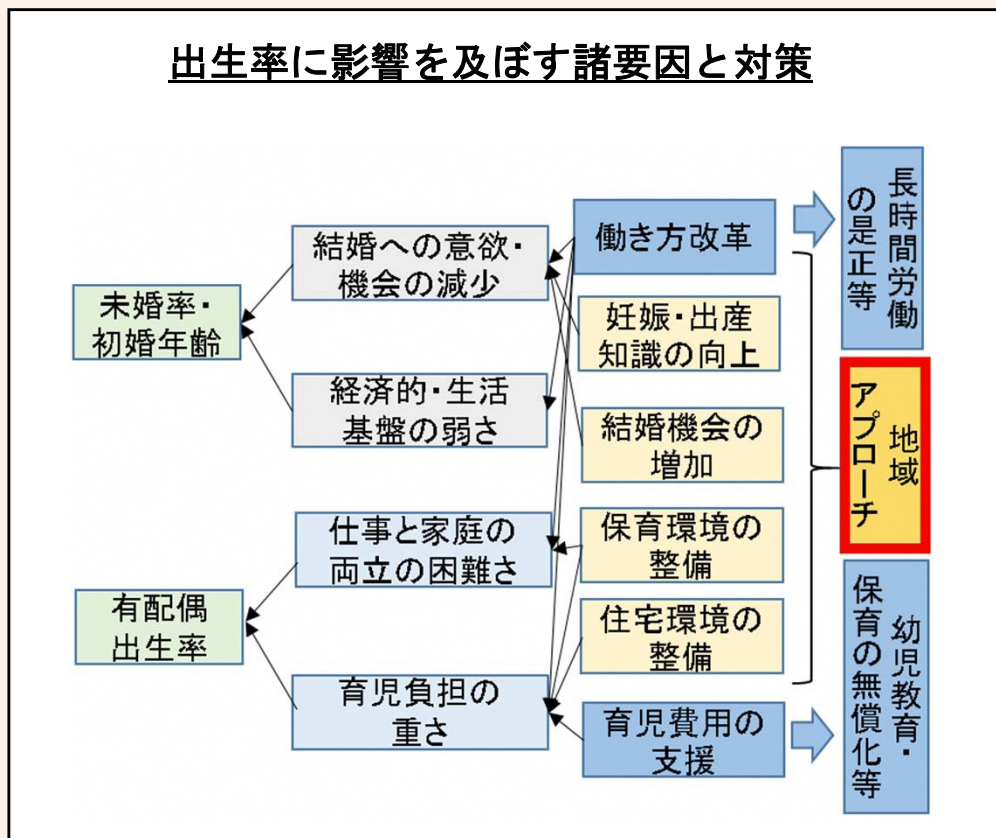 出生率に影響を及ぼす諸要因と対策
未婚率・
初婚年齢
有配偶
出生率
結婚への意欲・
機会の減少
経済的・生活
基盤の弱さ
仕事と家庭の
両立の困難さ
育児負担の
重さ
働き方改革
妊娠・出産
知識の向上
結婚機会の
増加
保育環境の
整備
住宅環境の
整備
育児費用の
支援
長時間労働
の是正等
地域
アプローチ
幼児教育・
保育の無償化等